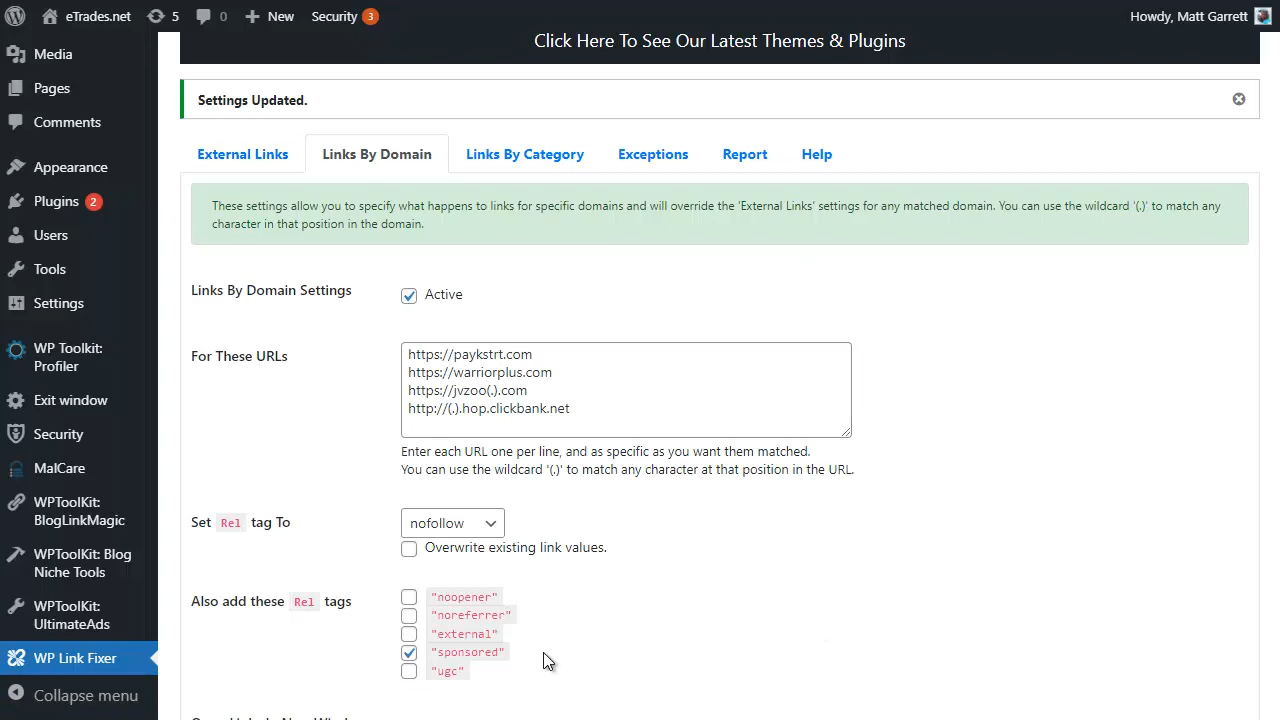 eTrades.net 5 0 New Security 3 Howdy, Matt Garrett
Click Here To See Our Latest Themes & Plugins
Media
Pages
Comments
Appearance
Plugins 2
Users
Tools
Settings
WP Toolkit:
Profiler
Exit window
Security
MalCare
WPToolKit:
BlogLinkMagic
WPToolKit: Blog
Niche Tools
WPToolKit:
UltimateAds
WP Link Fixer
Collapse menu
Settings Updated.
External Links Links By Domain Links By Category Exceptions Report Help
These settings allow you to specify what happens to links for specific domains and will override the 'External Links' settings for any matched domain. You can use the wildcard '(.)' to match any
character in that position in the domain.
Links By Domain Settings Active
For These URLs
https://paykstrt.com
https://warriorplus.com
https://jvzoo(.).com
http://(.).hop.clickbank.net
Enter each URL one per line, and as specific as you want them matched.
You can use the wildcard '(.)' to match any character at that position in the URL.
Set Rel tag To nofollow
Overwrite existing link values.
Also add these Rel tags
"noopener"
"noreferrer"
"external"
"sponsored"
"ugc"